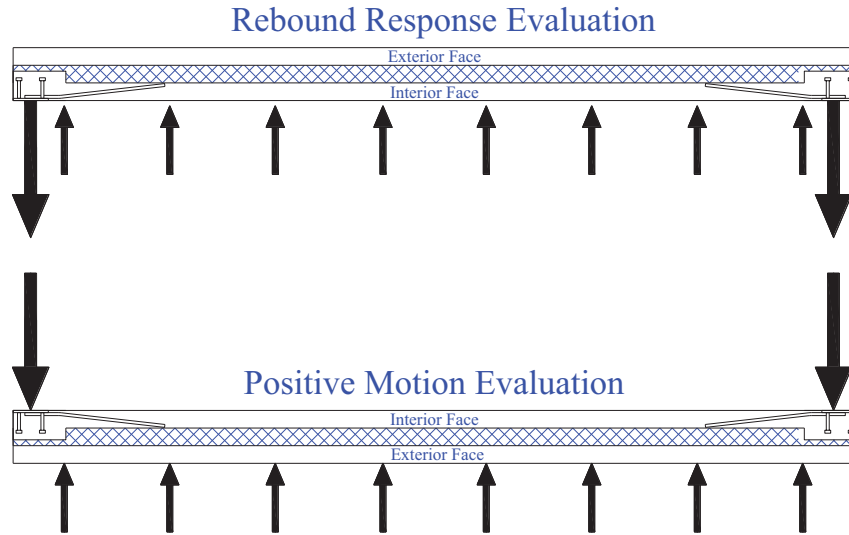 Rebound Response Evaluation
Exterior Face
Interior Face
Positive Motion Evaluation
Interior Face
Exterior Face